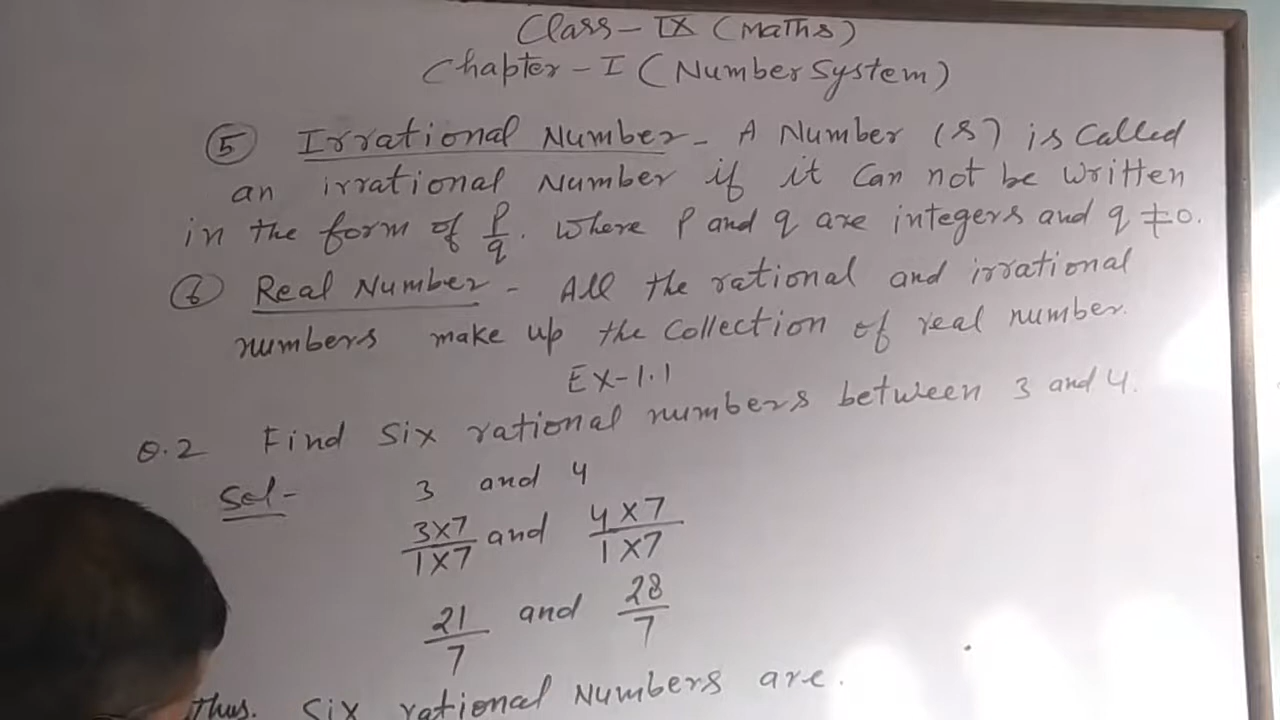 Class-IX (Maths)
Chapter-I (Number System)
⑤ Irrational Number - A Number (s) is called
an irrational Number if it can not be written
in the form of p/q. where p and q are integers and q ≠ 0.
⑥ Real Number - All the rational and irrational
numbers make up the collection of real number.
EX-1.1
Q.2 Find six rational numbers between 3 and 4.
Sol- 3 and 4
3×7/1×7 and 4×7/1×7
21/7 and 28/7
Thus. Six rational Numbers are.